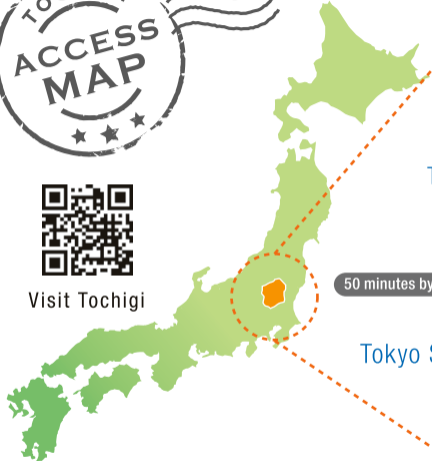 TO
ACCESS
MAP
Visit Tochigi
50 minutes by
Tokyo S